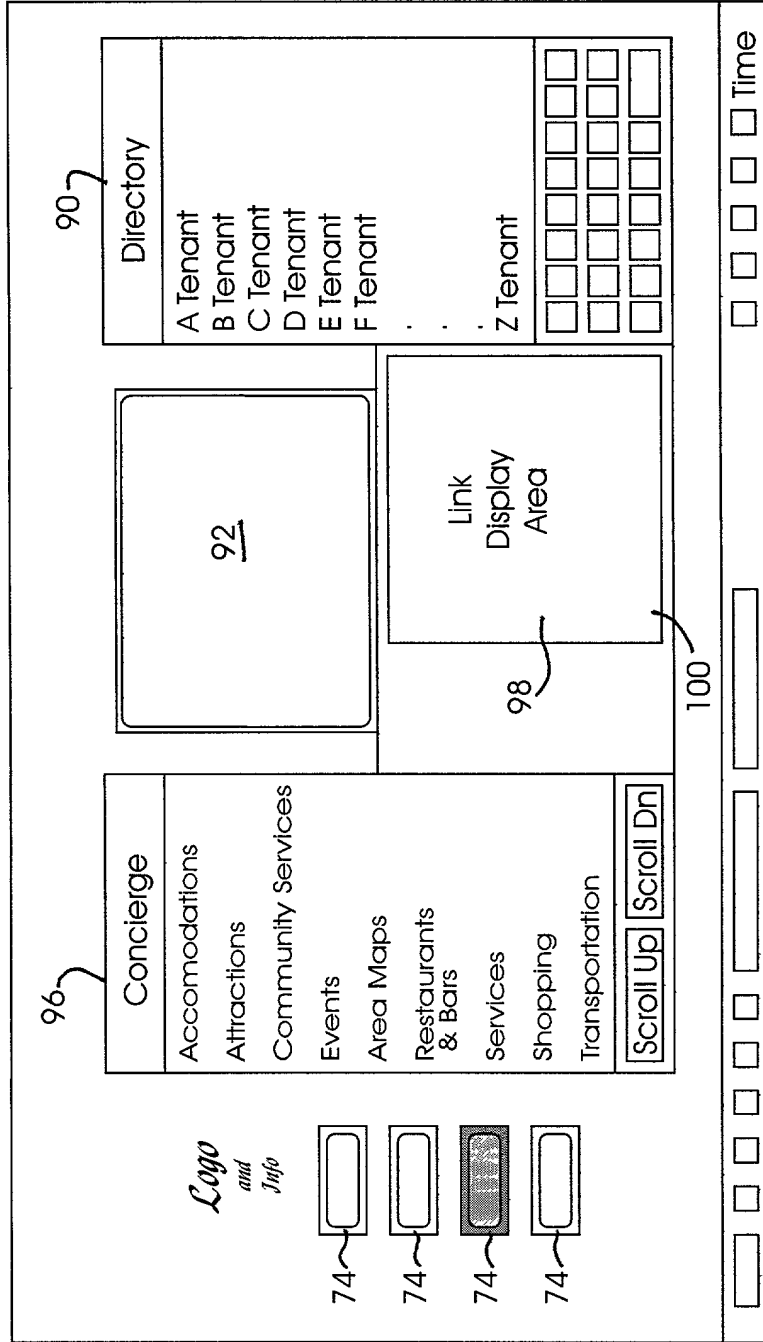 Logo
and
Info
74
74
74
74
96
Concierge
Accomodations
Attractions
Community Services
Events
Area Maps
Restaurants
& Bars
Services
Shopping
Transportation
Scroll Up
Scroll Dn
92
98
Link
Display
Area
100
90
Directory
A Tenant
B Tenant
C Tenant
D Tenant
E Tenant
F Tenant
.
.
.
Z Tenant
Time